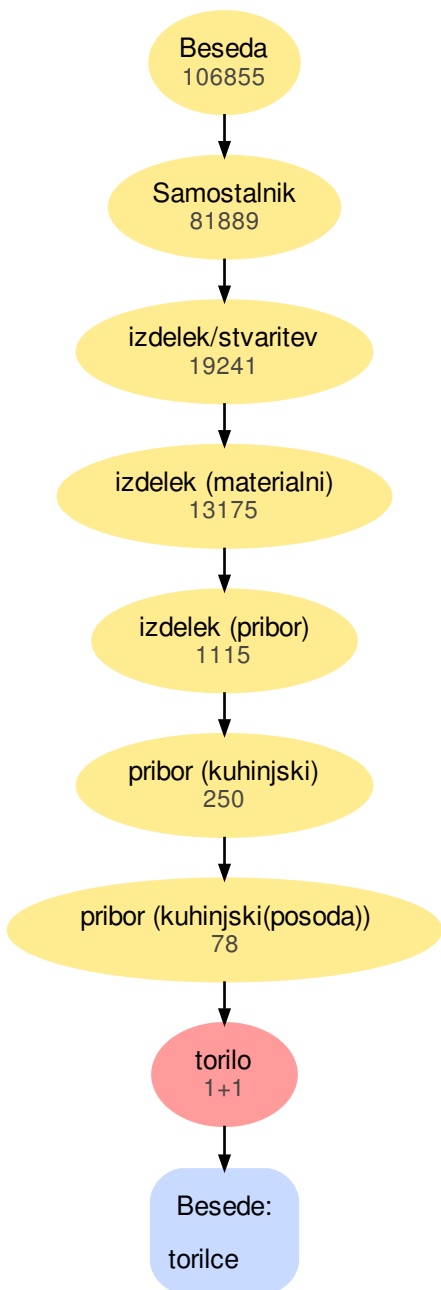 Beseda
106855
Samostalnik
81889
izdelek/stvaritev
19241
izdelek (materialni)
13175
izdelek (pribor)
1115
pribor (kuhinjski)
250
pribor (kuhinjski(posoda))
78
torilo
1+1
Besede:
torilce